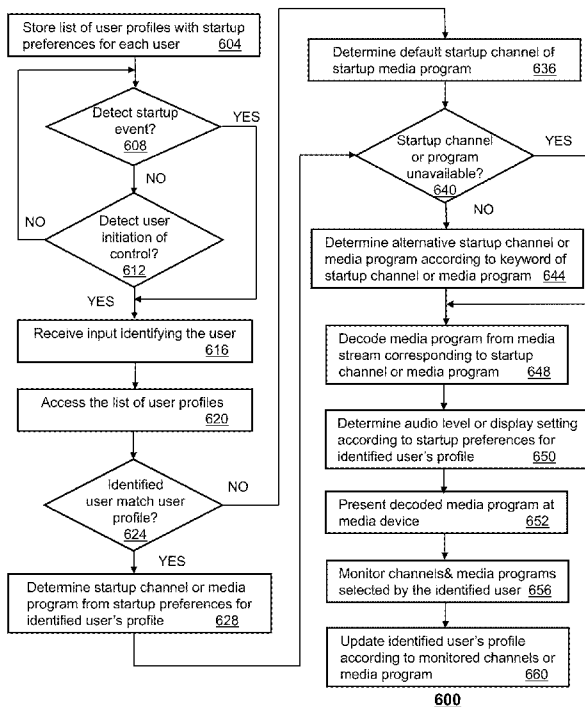 Store list of user profiles with startup
preferences for each user 604
Detect startup
event?
608
YES
NO
Detect user
initiation of
control?
612
NO
YES
Receive input identifying the user
616
Access the list of user profiles
620
Identified
user match user
profile?
624
NO
YES
Determine startup channel or media
program from startup preferences for
identified user's profile 628
Determine default startup channel of
startup media program 636
Startup channel
or program
unavailable?
640
YES
NO
Determine alternative startup channel or
media program according to keyword of
startup channel or media program 644
Decode media program from media
stream corresponding to startup
channel or media program 648
Determine audio level or display setting
according to startup preferences for
identified user's profile 650
Present decoded media program at
media device 652
Monitor channels& media programs
selected by the identified user 656
Update identified user's profile
according to monitored channels or
media program 660
600